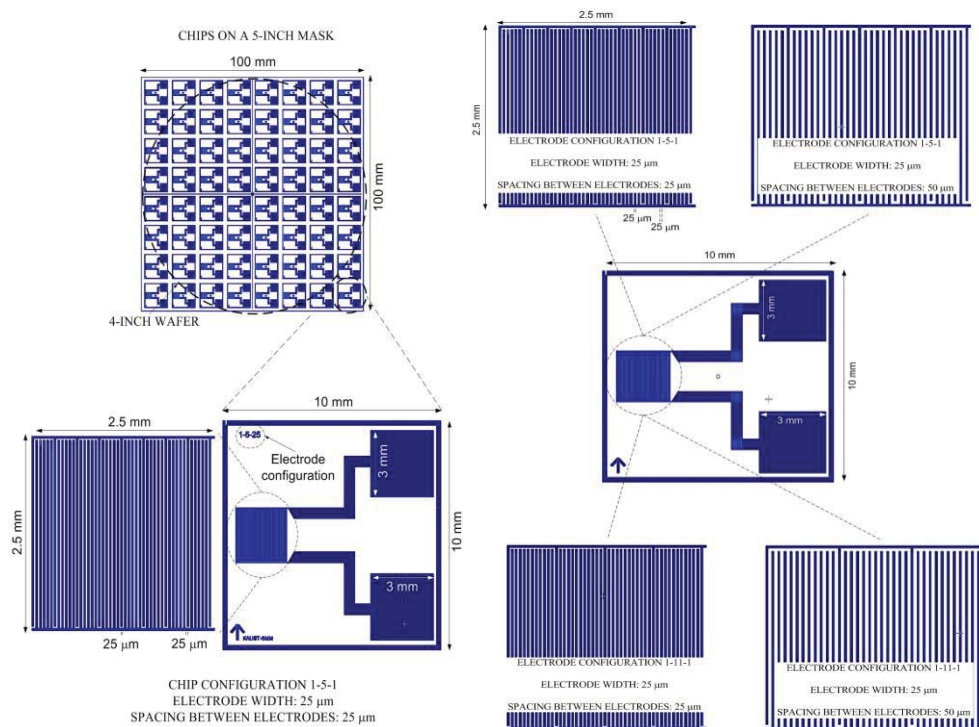 CHIPS ON A 5-INCH MASK
100 mm
100 mm
4-INCH WAFER
2.5 mm
2.5 mm
25 μm
25 μm
10 mm
10 mm
1-5-25
Electrode
configuration
3 mm
3 mm
CHIP CONFIGURATION 1-5-1
ELECTRODE WIDTH: 25 μm
SPACING BETWEEN ELECTRODES: 25 μm
2.5 mm
2.5 mm
ELECTRODE CONFIGURATION 1-5-1
ELECTRODE WIDTH: 25 μm
SPACING BETWEEN ELECTRODES: 25 μm
25 μm
25 μm
ELECTRODE CONFIGURATION 1-5-1
ELECTRODE WIDTH: 25 μm
SPACING BETWEEN ELECTRODES: 50 μm
10 mm
10 mm
3 mm
3 mm
ELECTRODE CONFIGURATION 1-11-1
ELECTRODE WIDTH: 25 μm
SPACING BETWEEN ELECTRODES: 25 μm
ELECTRODE CONFIGURATION 1-11-1
ELECTRODE WIDTH: 25 μm
SPACING BETWEEN ELECTRODES: 50 μm